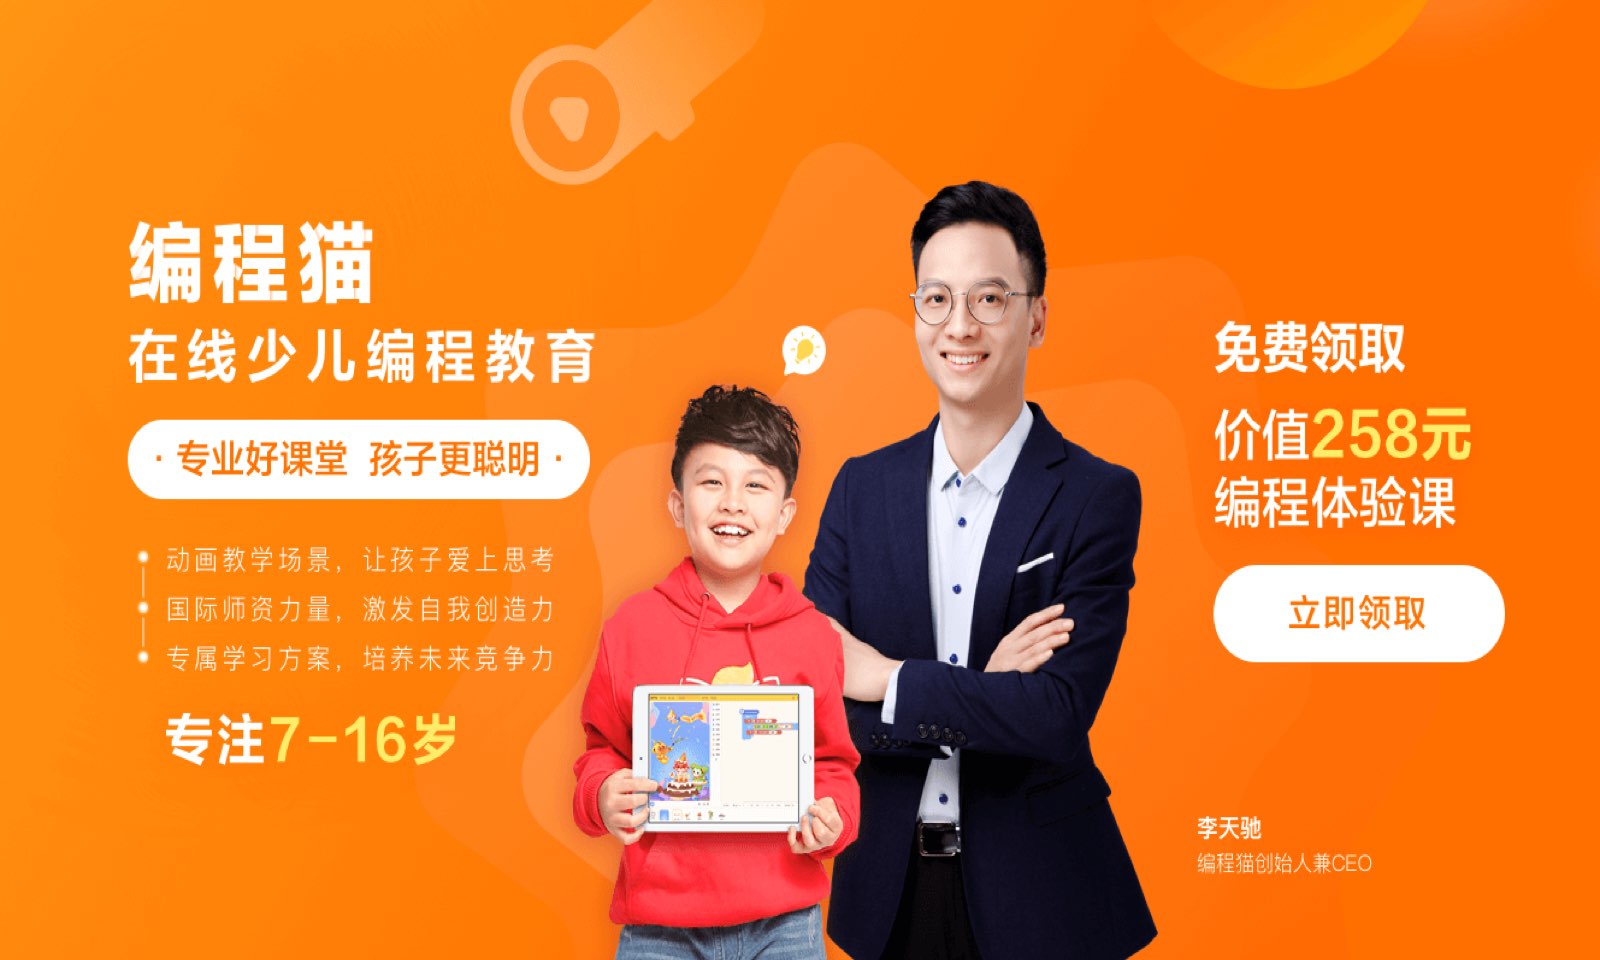 编程猫
在线少儿编程教育
·专业好课堂 孩子更聪明·
动画教学场景，让孩子爱上思考
国际师资力量，激发自我创造力
专属学习方案，培养未来竞争力
专注7-16岁
免费领取
价值258元
编程体验课
立即领取
李天驰
编程猫创始人兼CEO